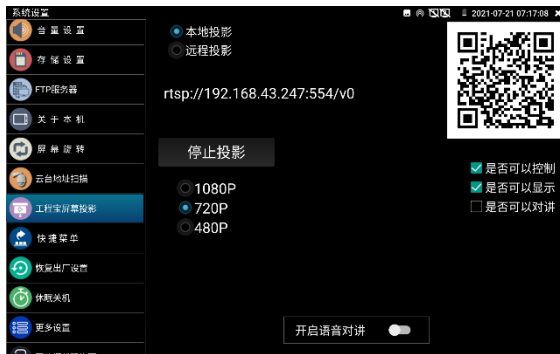 系统设置
2021-07-21 07:17:08
音量设置
存储设置
FTP服务器
关于本机
屏幕旋转
云台地址扫描
工程宝屏幕投影
快捷菜单
恢复出厂设置
休眠关机
更多设置
本地投影
远程投影
rtsp://192.168.43.247:554/v0
停止投影
1080P
720P
480P
是否可以控制
是否可以显示
是否可以对讲
开启语音对讲